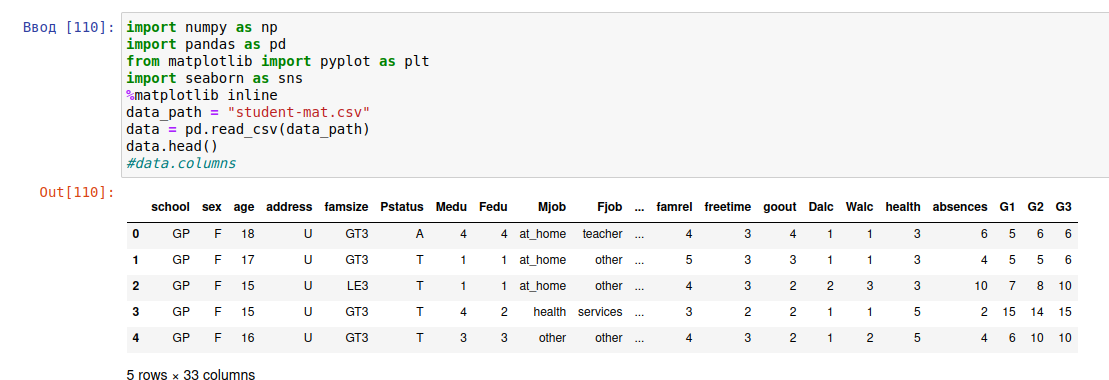 Ввод [110]: import numpy as np
import pandas as pd
from matplotlib import pyplot as plt
import seaborn as sns
%matplotlib inline
data_path = "student-mat.csv"
data = pd.read_csv(data_path)
data.head()
#data.columns
Out[110]:
school sex age address famsize Pstatus Medu Fedu Mjob Fjob ... famrel freetime goout Dalc Walc health absences G1 G2 G3
0 GP F 18 U GT3 A 4 4 at_home teacher ... 4 3 4 1 1 3 6 5 6 6
1 GP F 17 U GT3 T 1 1 at_home other ... 5 3 3 1 1 3 4 5 5 6
2 GP F 15 U LE3 T 1 1 at_home other ... 4 3 2 2 3 3 10 7 8 10
3 GP F 15 U GT3 T 4 2 health services ... 3 2 2 1 1 5 2 15 14 15
4 GP F 16 U GT3 T 3 3 other other ... 4 3 2 1 2 5 4 6 10 10
5 rows × 33 columns